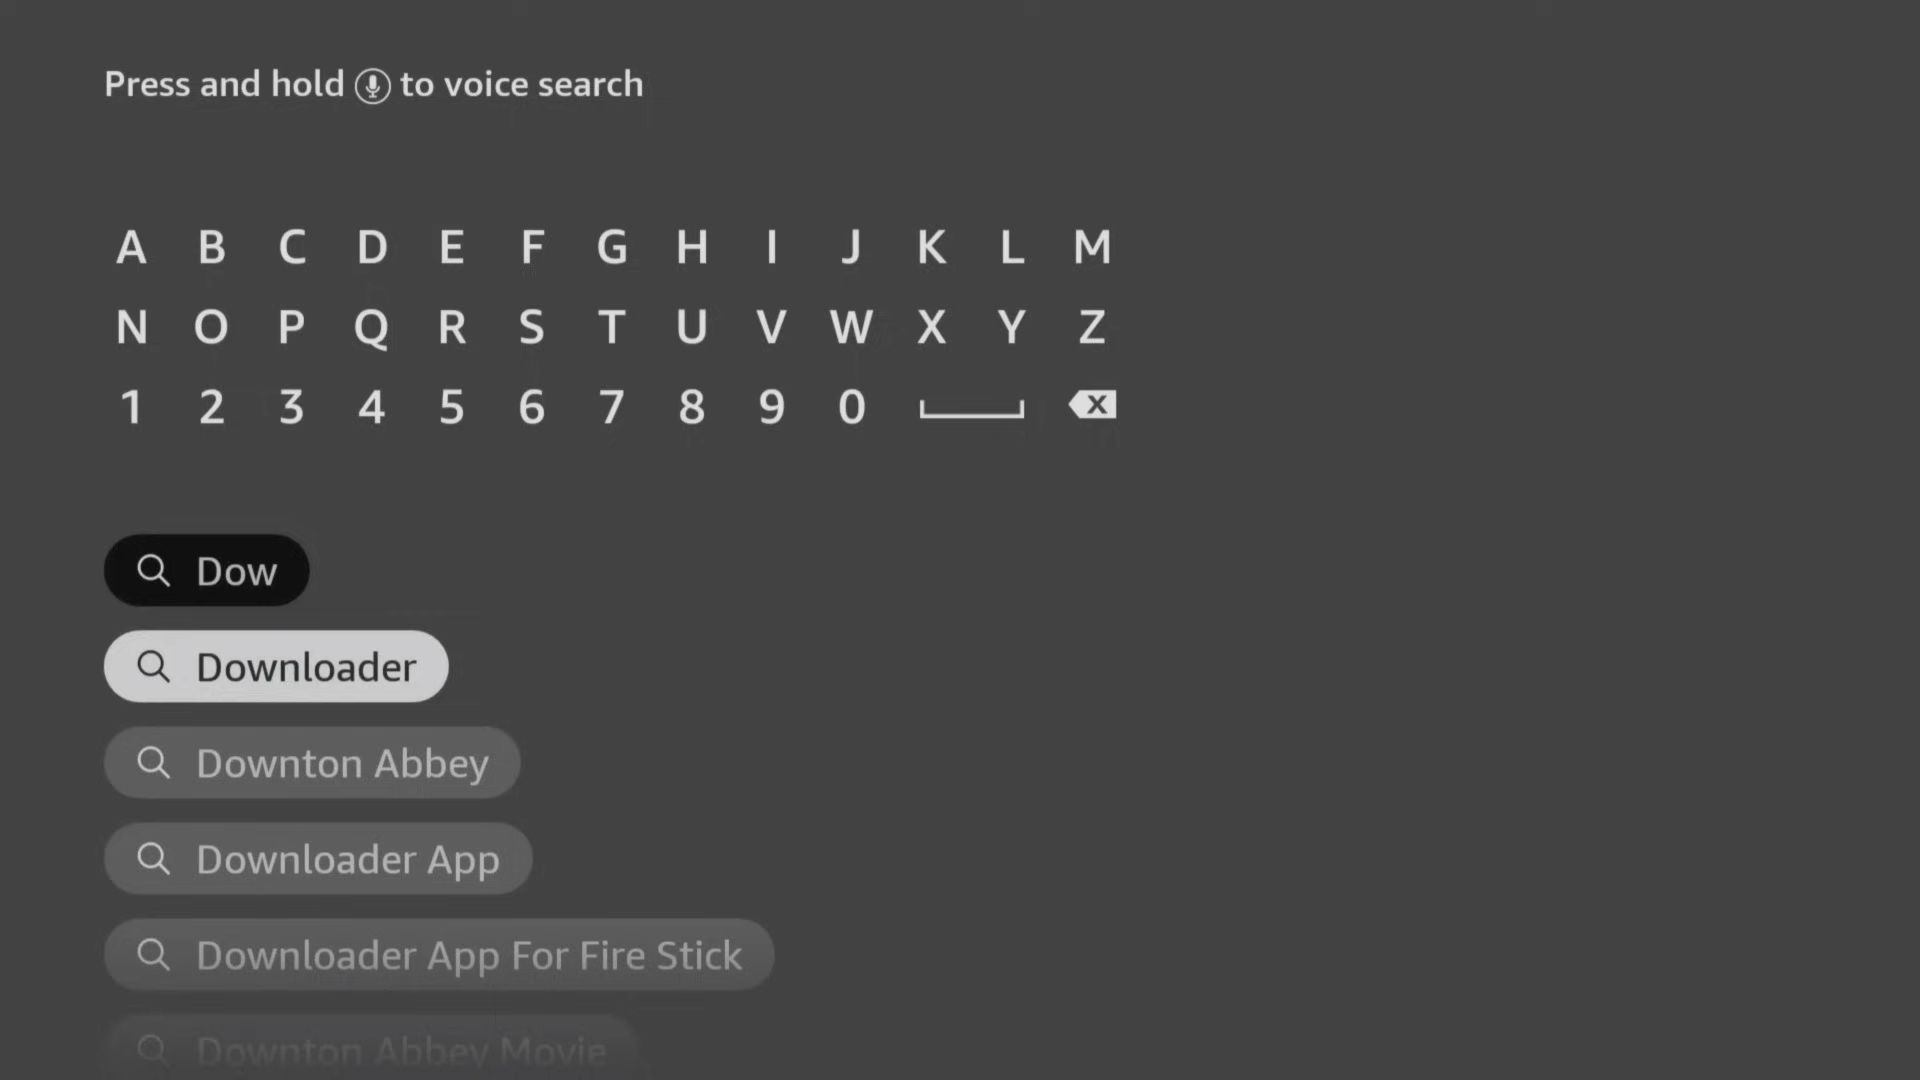 Press and hold to voice search
A B C D E F G H I J K L M
N O P Q R S T U V W X Y Z
1 2 3 4 5 6 7 8 9 0
Dow
Downloader
Downton Abbey
Downloader App
Downloader App For Fire Stick
Downton Abbey Movie